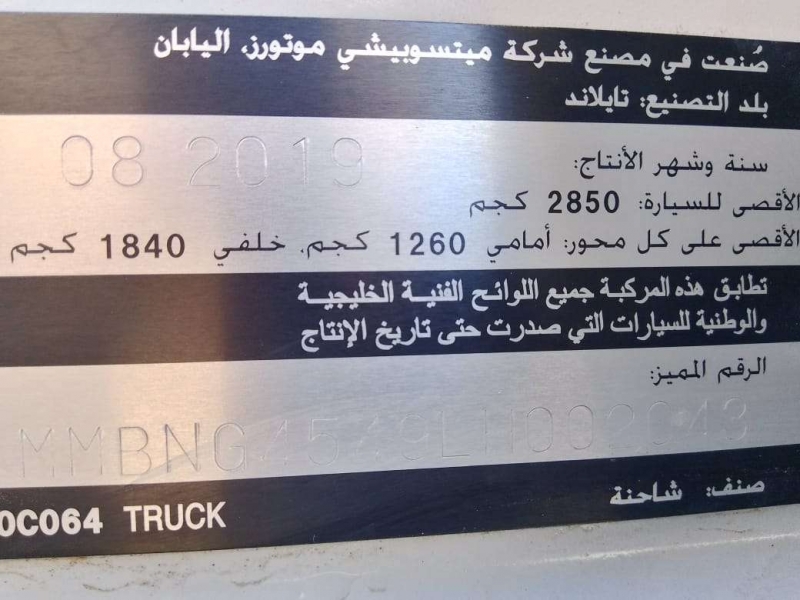 صُنعت في مصنع شركة ميتسوبيشي موتورز، اليابان
بلد التصنيع: تايلاند
سنة وشهر الأنتاج: 08 2019
الأقصى للسيارة: 2850 كجم
الأقصى على كل محور: أمامي 1260 كجم، خلفي 1840 كجم
تطابق هذه المركبة جميع اللوائح الفنية الخليجية
والوطنية للسيارات التي صدرت حتى تاريخ الإنتاج
الرقم المميز:
صنف: شاحنة
0C064 TRUCK